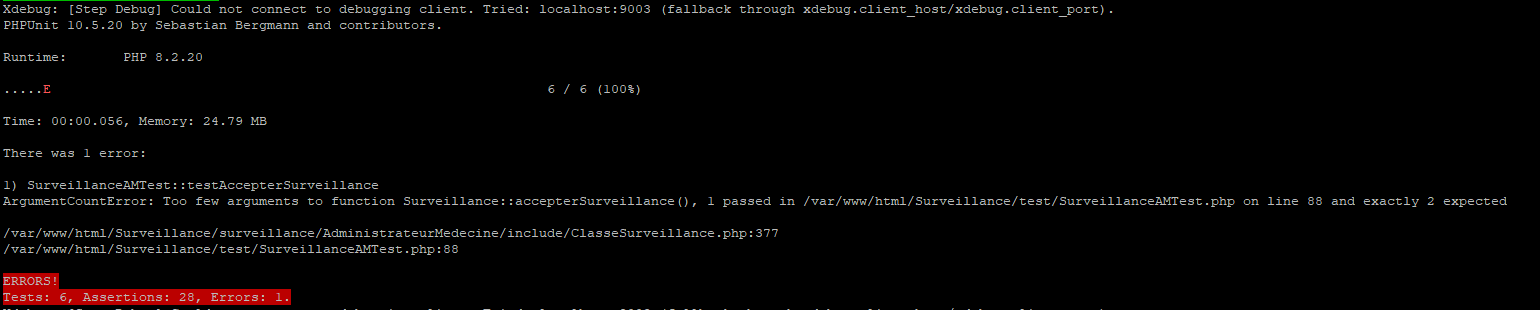 Xdebug: [Step Debug] Could not connect to debugging client. Tried: localhost:9003 (fallback through xdebug.client_host/xdebug.client_port).
PHPUnit 10.5.20 by Sebastian Bergmann and contributors.
Runtime: PHP 8.2.20
.....E 6 / 6 (100%)
Time: 00:00.056, Memory: 24.79 MB
There was 1 error:
1) SurveillanceAMTest::testAccepterSurveillance
ArgumentCountError: Too few arguments to function Surveillance::accepterSurveillance(), 1 passed in /var/www/html/Surveillance/test/SurveillanceAMTest.php on line 88 and exactly 2 expected
/var/www/html/Surveillance/surveillance/AdministrateurMedecine/include/ClasseSurveillance.php:377
/var/www/html/Surveillance/test/SurveillanceAMTest.php:88
ERRORS!
Tests: 6, Assertions: 28, Errors: 1.